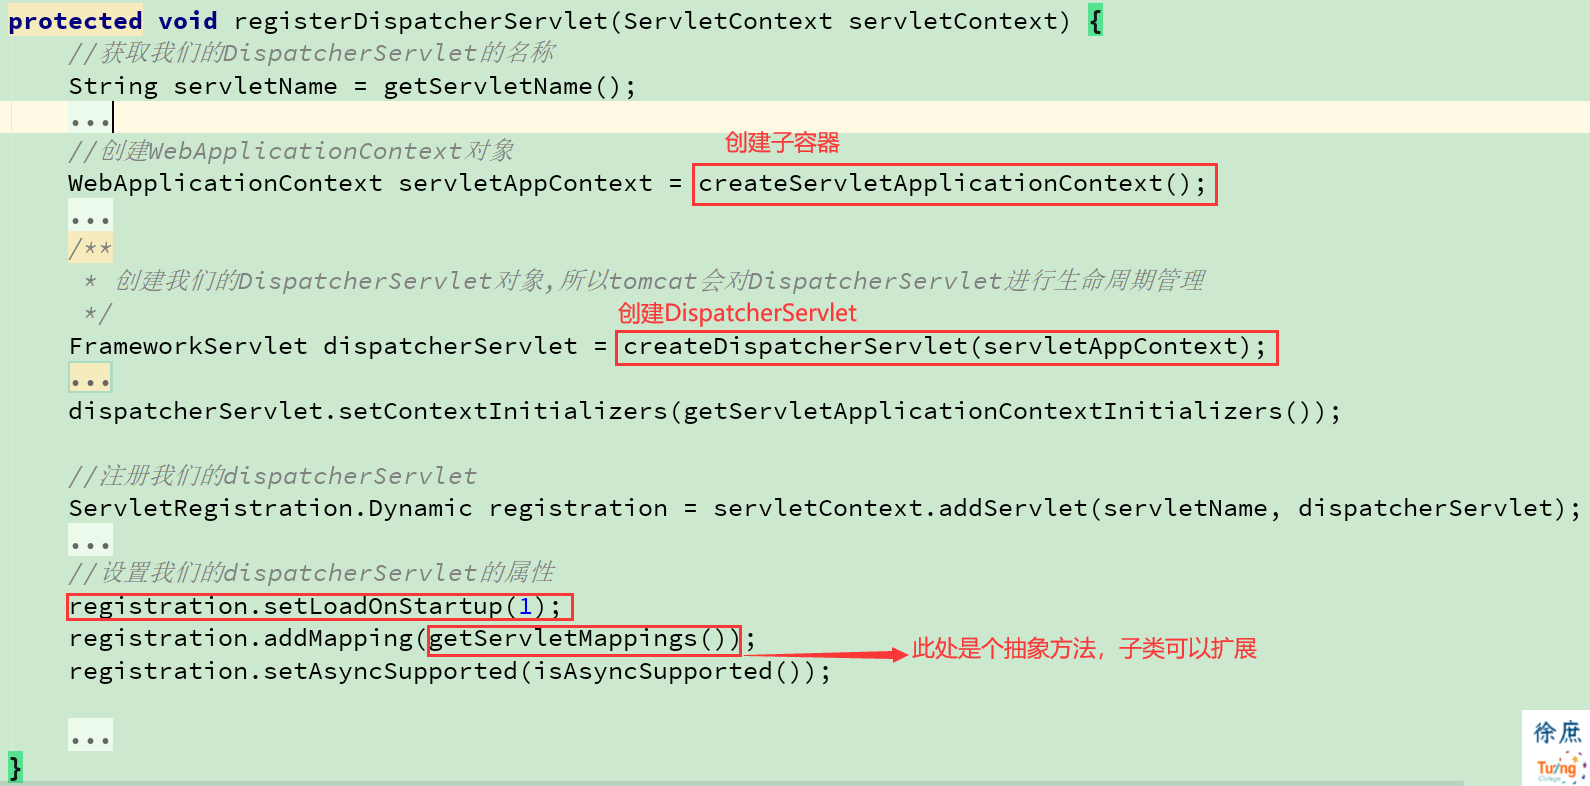 protected void registerDispatcherServlet(ServletContext servletContext) {
//获取我们的DispatcherServlet的名称
String servletName = getServletName();
...
创建子容器
//创建WebApplicationContext对象
WebApplicationContext servletAppContext = createServletApplicationContext();
...
/**
* 创建我们的DispatcherServlet对象,所以tomcat会对DispatcherServlet进行生命周期管理
*/
创建DispatcherServlet
FrameworkServlet dispatcherServlet = createDispatcherServlet(servletAppContext);
...
dispatcherServlet.setContextInitializers(getServletApplicationContextInitializers());
//注册我们的dispatcherServlet
ServletRegistration.Dynamic registration = servletContext.addServlet(servletName, dispatcherServlet);
...
//设置我们的dispatcherServlet的属性
registration.setLoadOnStartup(1);
registration.addMapping(getServletMappings());
此处是个抽象方法，子类可以扩展
registration.setAsyncSupported(isAsyncSupported());
...
}
徐庶
Turing
College